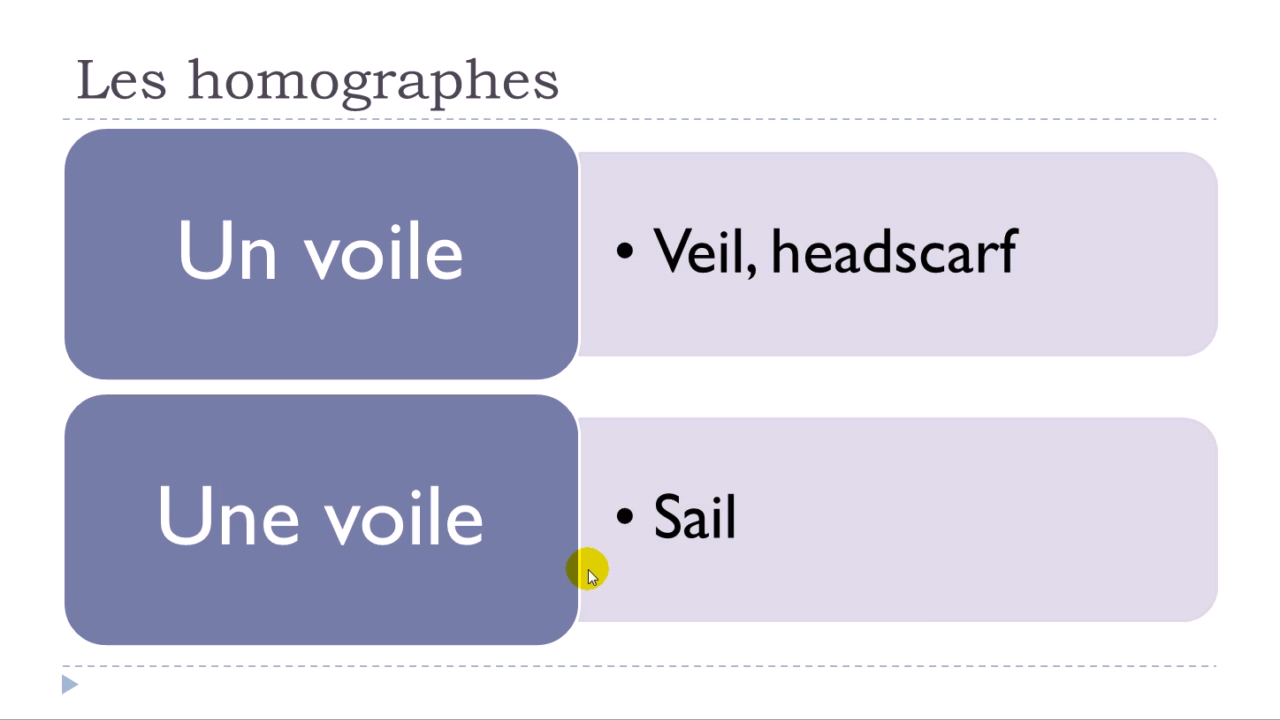 Les homographes
Un voile
• Veil, headscarf
Une voile
• Sail